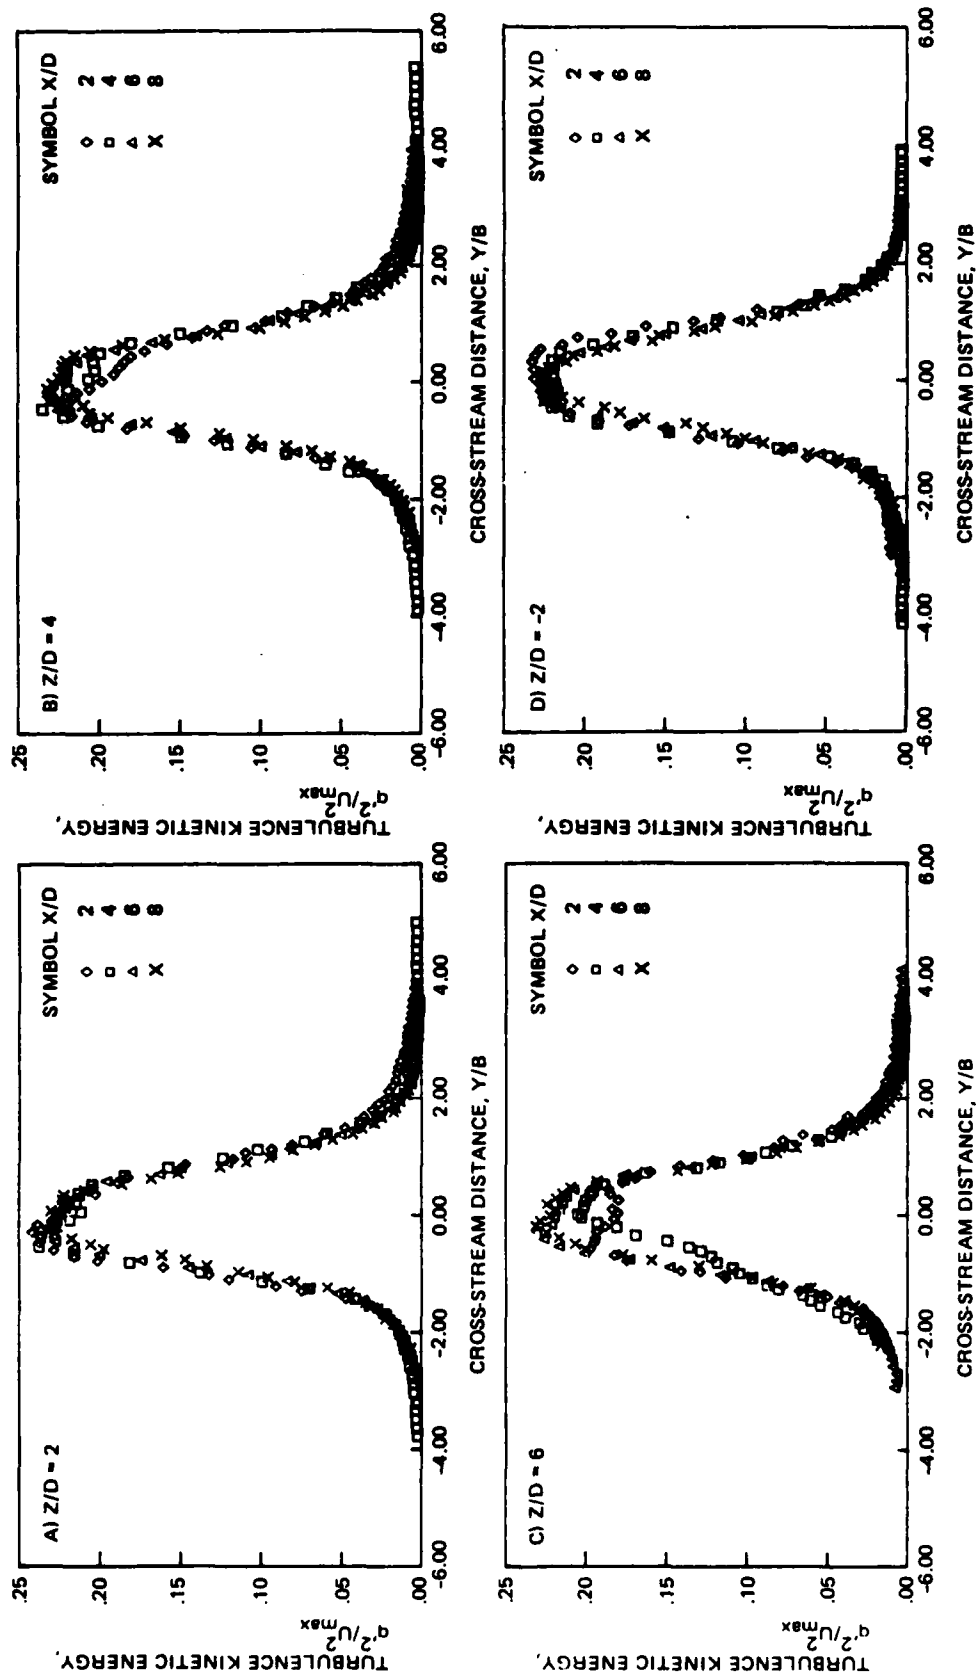 A) Z/D = 2
SYMBOL X/D
◇ 2
□ 4
△ 6
× 8
.25
.20
.15
.10
.05
.00
TURBULENCE KINETIC ENERGY,
q'²/U²max
-6.00 -4.00 -2.00 0.00 2.00 4.00 6.00
CROSS-STREAM DISTANCE, Y/B
B) Z/D = 4
SYMBOL X/D
◇ 2
□ 4
△ 6
× 8
.25
.20
.15
.10
.05
.00
TURBULENCE KINETIC ENERGY,
q'²/U²max
-6.00 -4.00 -2.00 0.00 2.00 4.00 6.00
CROSS-STREAM DISTANCE, Y/B
C) Z/D = 6
SYMBOL X/D
◇ 2
□ 4
△ 6
× 8
.25
.20
.15
.10
.05
.00
TURBULENCE KINETIC ENERGY,
q'²/U²max
-6.00 -4.00 -2.00 0.00 2.00 4.00 6.00
CROSS-STREAM DISTANCE, Y/B
D) Z/D = -2
SYMBOL X/D
◇ 2
□ 4
△ 6
× 8
.25
.20
.15
.10
.05
.00
TURBULENCE KINETIC ENERGY,
q'²/U²max
-6.00 -4.00 -2.00 0.00 2.00 4.00 6.00
CROSS-STREAM DISTANCE, Y/B